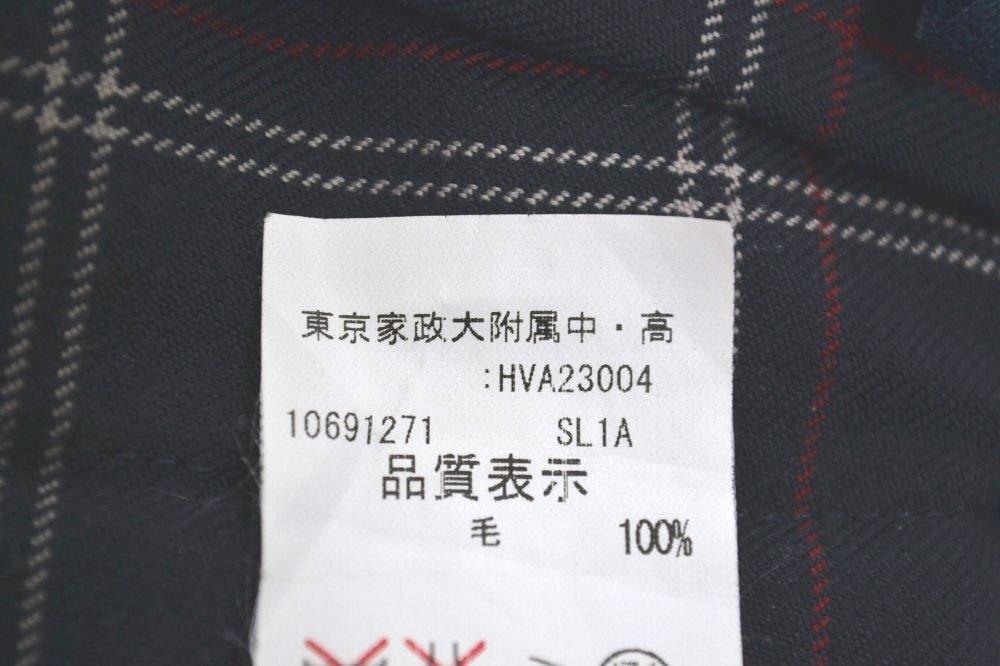 東京家政大附属中・高
:HVA23004
10691271 SL1A
品質表示
毛 100%